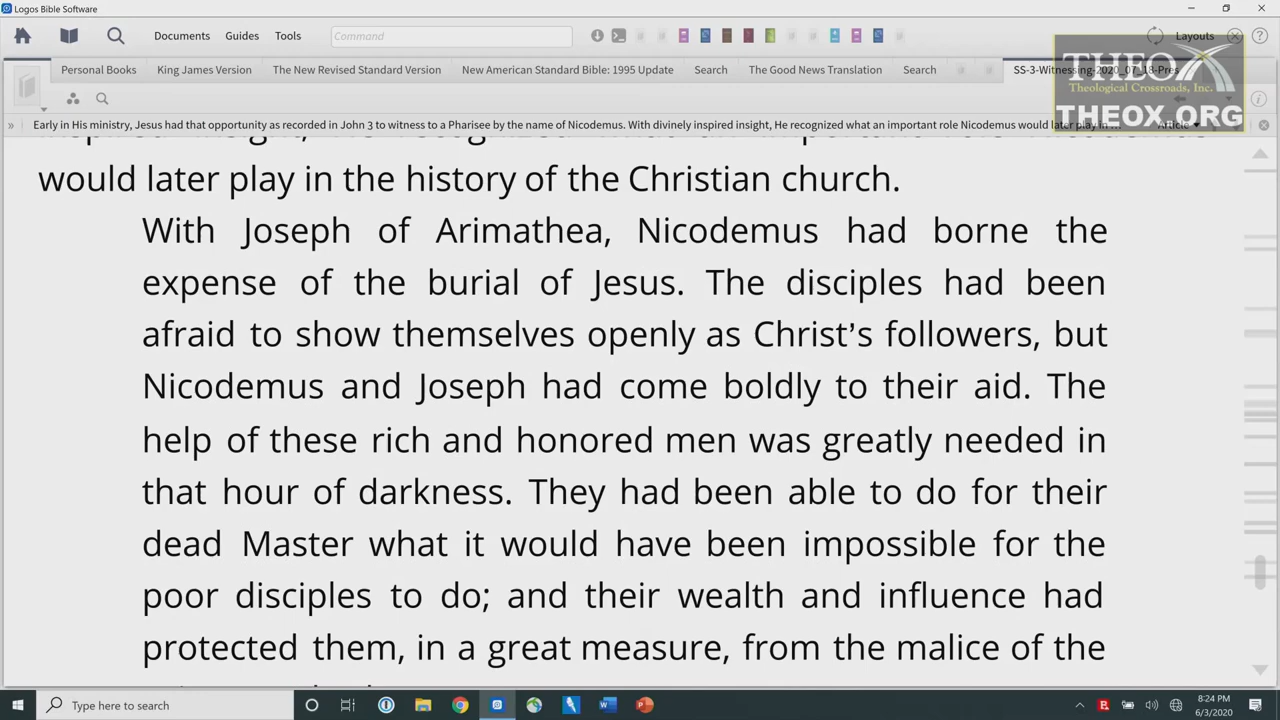 Logos Bible Software
Documents Guides Tools Command Layouts
Personal Books King James Version The New Revised New American Standard Bible: 1995 Update Search The Good News Translation Search SS-3-Witnessing-2020_07_18-Pres
THEOX
Theological Crossroads, Inc.
THEOX.ORG
» Early in His ministry, Jesus had that opportunity as recorded in John 3 to witness to a Pharisee by the name of Nicodemus. With divinely inspired insight, He recognized what an important role Nicodemus would later play in ... Article
would later play in the history of the Christian church.
With Joseph of Arimathea, Nicodemus had borne the
expense of the burial of Jesus. The disciples had been
afraid to show themselves openly as Christ’s followers, but
Nicodemus and Joseph had come boldly to their aid. The
help of these rich and honored men was greatly needed in
that hour of darkness. They had been able to do for their
dead Master what it would have been impossible for the
poor disciples to do; and their wealth and influence had
protected them, in a great measure, from the malice of the
Type here to search
8:24 PM
6/3/2020